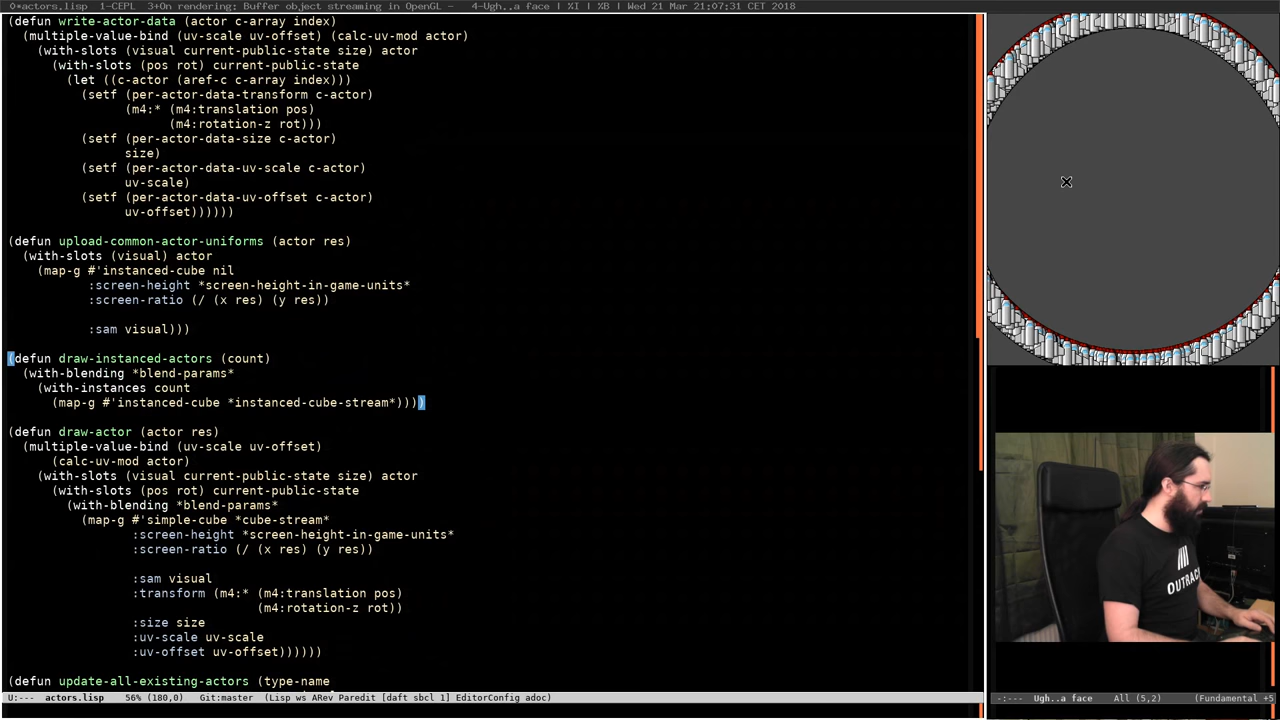 0*actors.lisp 1-CEPL 3+On rendering: Buffer object streaming in OpenGL - 4-Ugh..a face | XI | %B | Wed 21 Mar 21:07:31 CET 2018
(defun write-actor-data (actor c-array index)
(multiple-value-bind (uv-scale uv-offset) (calc-uv-mod actor)
(with-slots (visual current-public-state size) actor
(with-slots (pos rot) current-public-state
(let ((c-actor (aref-c c-array index)))
(setf (per-actor-data-transform c-actor)
(m4:* (m4:translation pos)
(m4:rotation-z rot)))
(setf (per-actor-data-size c-actor)
size)
(setf (per-actor-data-uv-scale c-actor)
uv-scale)
(setf (per-actor-data-uv-offset c-actor)
uv-offset))))))
(defun upload-common-actor-uniforms (actor res)
(with-slots (visual) actor
(map-g #'instanced-cube nil
:screen-height *screen-height-in-game-units*
:screen-ratio (/ (x res) (y res))
:sam visual)))
(defun draw-instanced-actors (count)
(with-blending *blend-params*
(with-instances count
(map-g #'instanced-cube *instanced-cube-stream*))))
(defun draw-actor (actor res)
(multiple-value-bind (uv-scale uv-offset)
(calc-uv-mod actor)
(with-slots (visual current-public-state size) actor
(with-slots (pos rot) current-public-state
(with-blending *blend-params*
(map-g #'simple-cube *cube-stream*
:screen-height *screen-height-in-game-units*
:screen-ratio (/ (x res) (y res))
:sam visual
:transform (m4:* (m4:translation pos)
(m4:rotation-z rot))
:size size
:uv-scale uv-scale
:uv-offset uv-offset))))))
(defun update-all-existing-actors (type-name
U:--- actors.lisp 56% (180,0) Git:master (Lisp ws ARev Paredit [daft sbcl 1] EditorConfig adoc)
OUTRAC
-:--- Ugh..a face All (5,2) (Fundamental +5